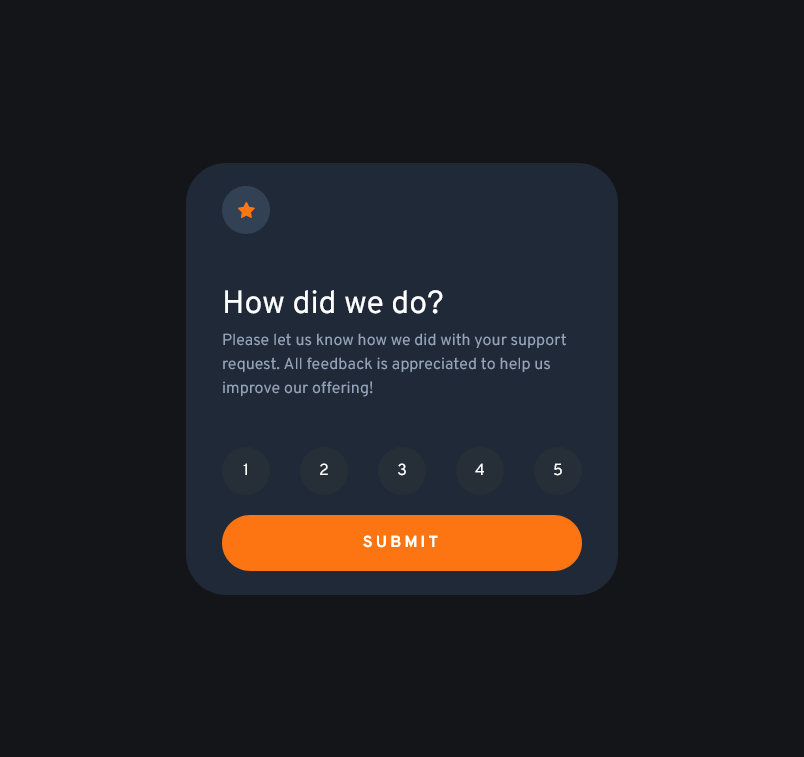 How did we do?
Please let us know how we did with your support
request. All feedback is appreciated to help us
improve our offering!
1 2 3 4 5
SUBMIT